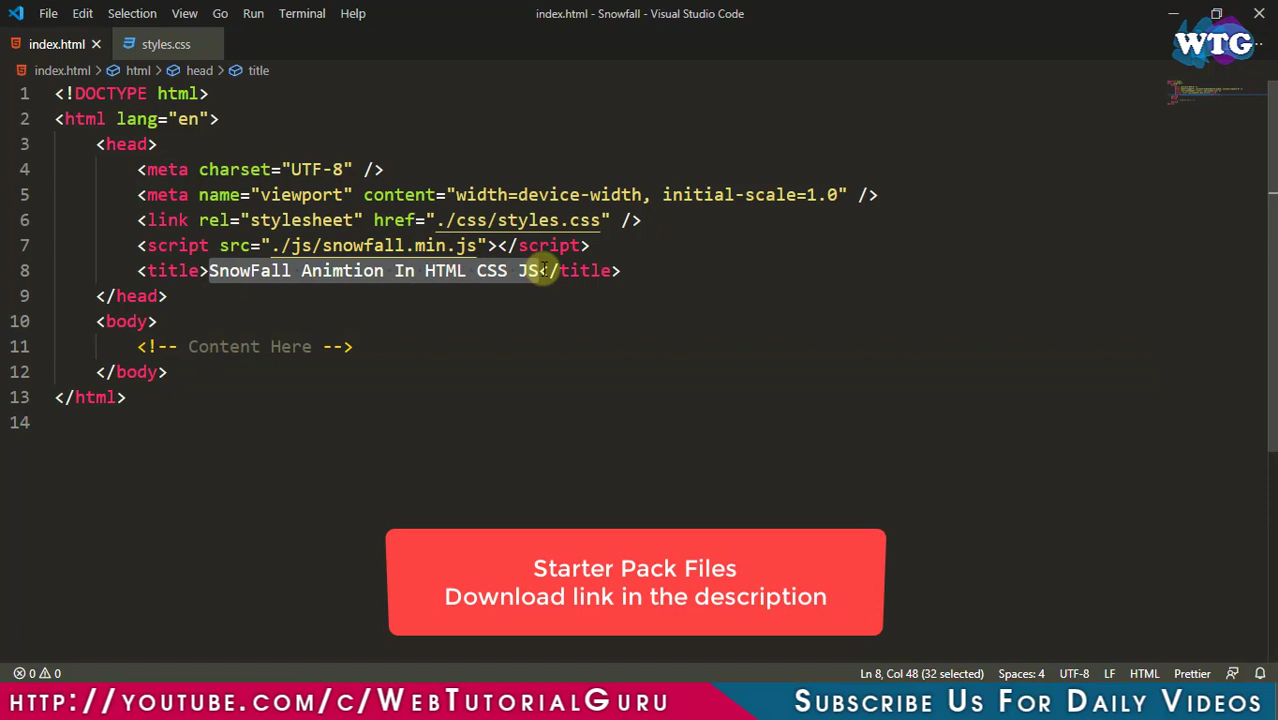 File Edit Selection View Go Run Terminal Help index.html - Snowfall - Visual Studio Code
index.html styles.css
WTG
index.html > html > head > title
1 <!DOCTYPE html>
2 <html lang="en">
3 <head>
4 <meta charset="UTF-8" />
5 <meta name="viewport" content="width=device-width, initial-scale=1.0" />
6 <link rel="stylesheet" href="./css/styles.css" />
7 <script src="./js/snowfall.min.js"></script>
8 <title>SnowFall Animtion In HTML CSS JS</title>
9 </head>
10 <body>
11 <!-- Content Here -->
12 </body>
13 </html>
14
Starter Pack Files
Download link in the description
0 0 Ln 8, Col 48 (32 selected) Spaces: 4 UTF-8 LF HTML Prettier
http://youtube.com/c/WebTutorialGuru Subscribe Us For Daily Videos